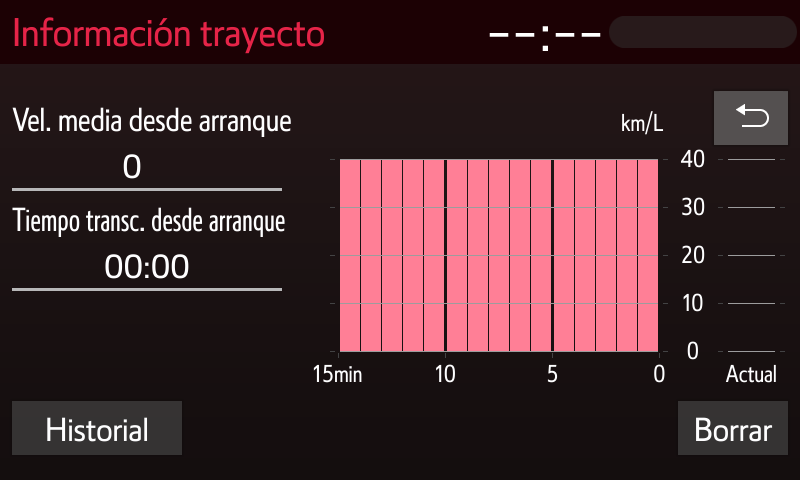 Información trayecto
--:--
Vel. media desde arranque
0
Tiempo transc. desde arranque
00:00
km/L
40
30
20
10
0
15min 10 5 0 Actual
Historial
Borrar